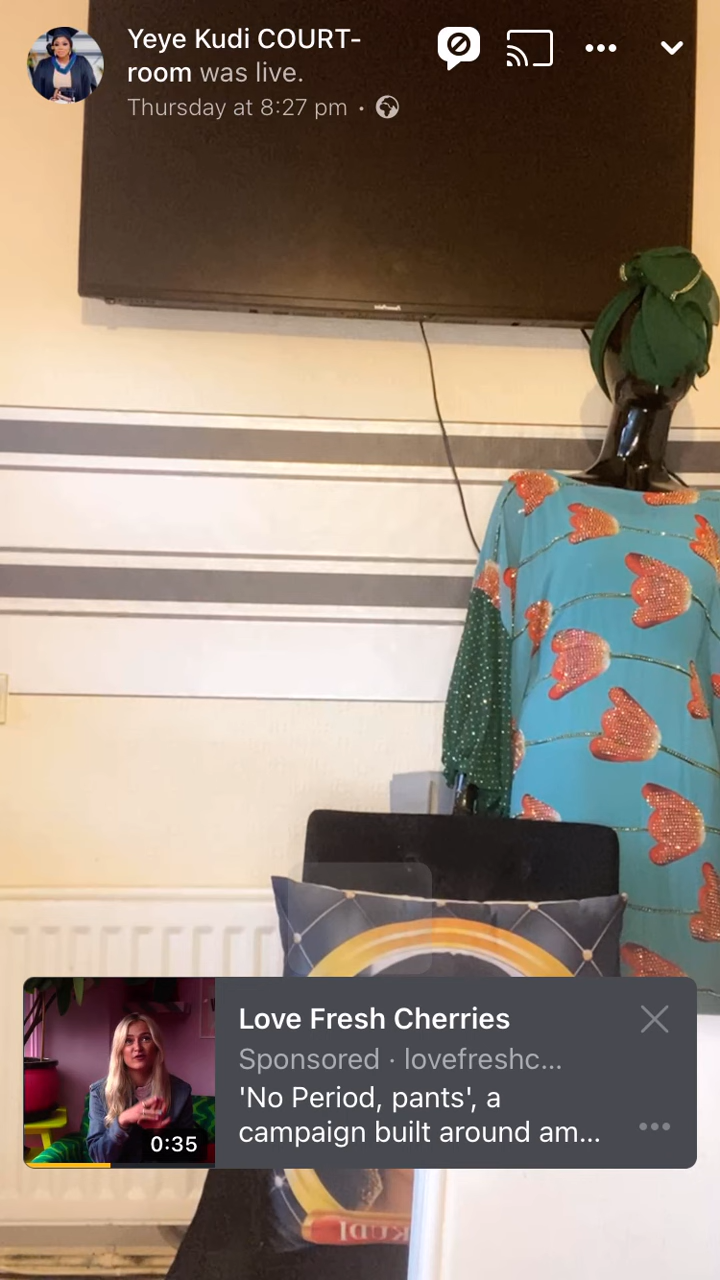 Yeye Kudi COURT-
room was live.
Thursday at 8:27 pm ·
Love Fresh Cherries
Sponsored · lovefreshc...
'No Period, pants', a
campaign built around am...
0:35
KUDI